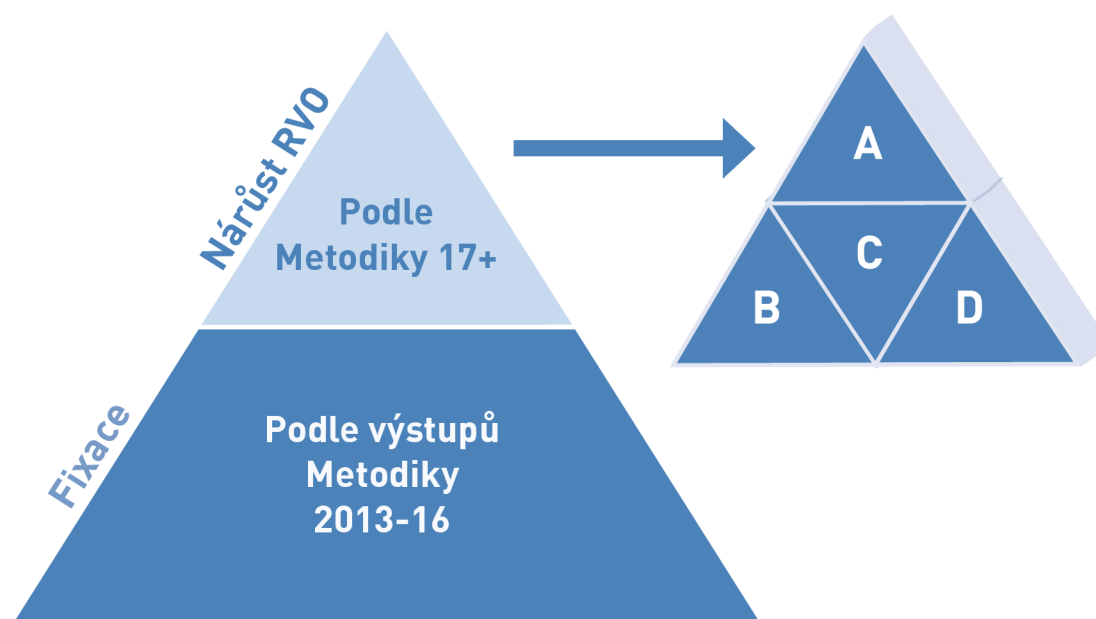 Nárůst RVO
Podle
Metodiky 17+
Fixace
Podle výstupů
Metodiky
2013-16
A
B
C
D